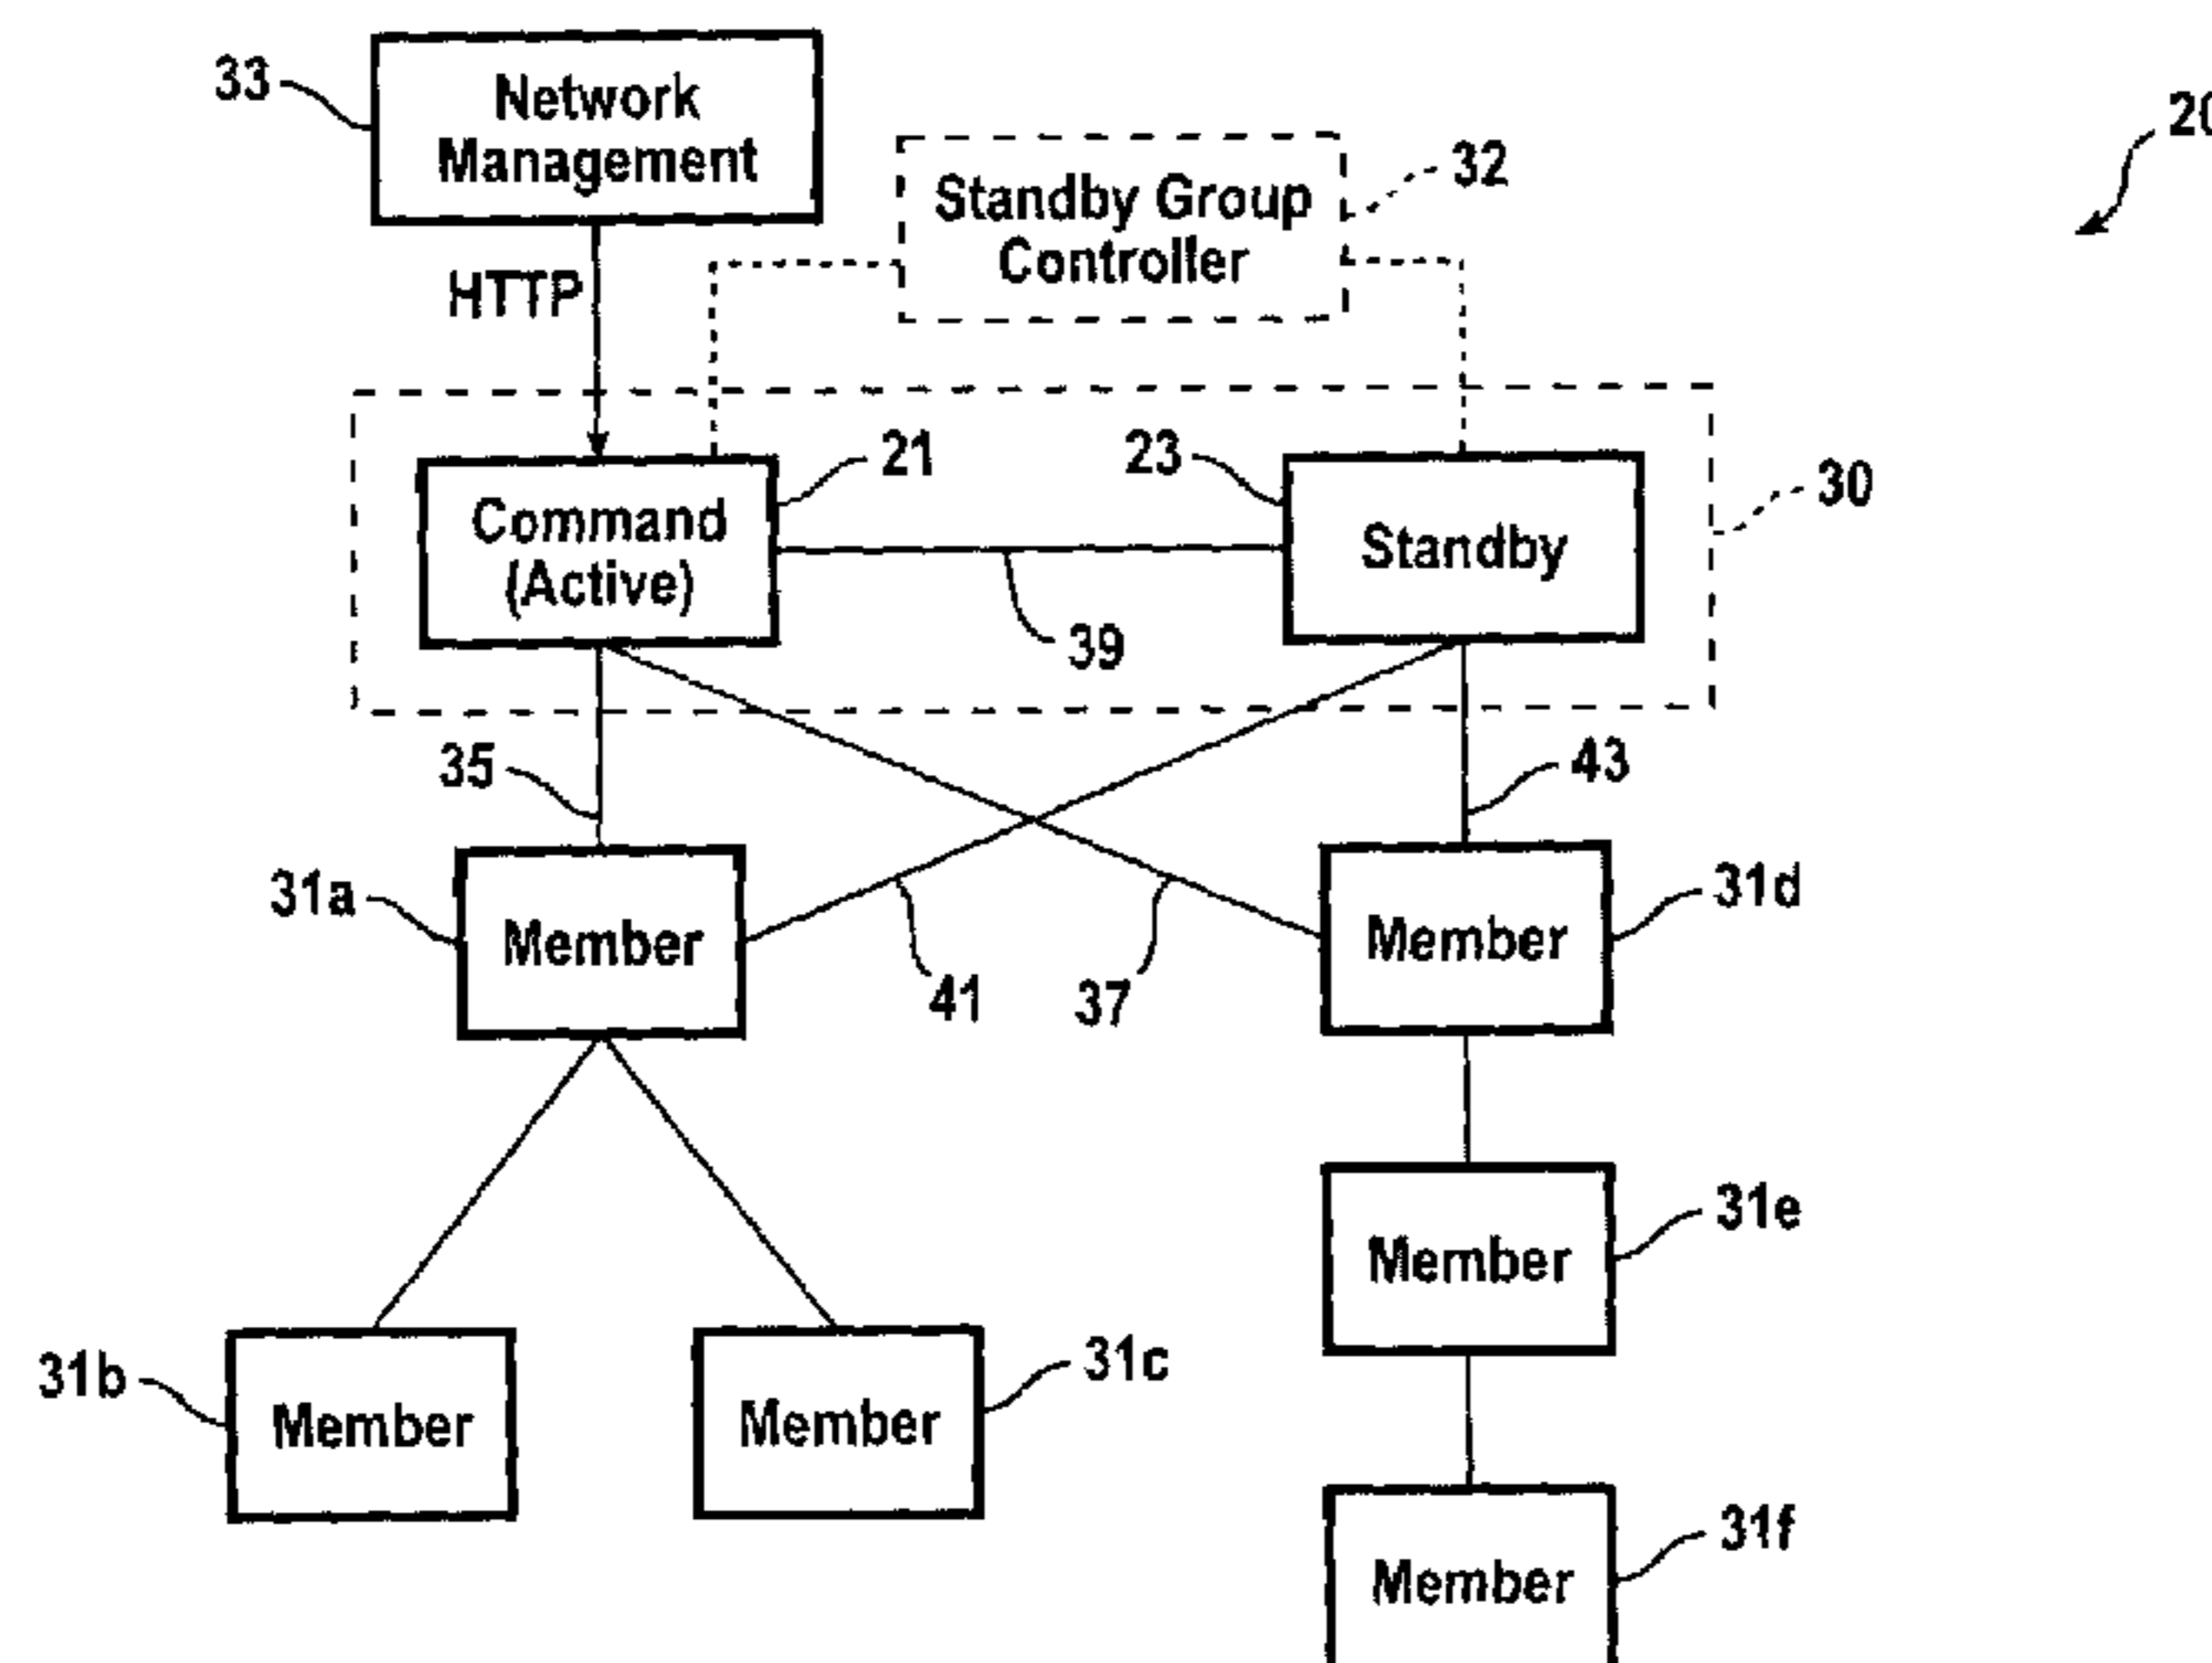 33
Network
Management
20
32
Standby Group
Controller
HTTP
21
23
30
Command
(Active)
Standby
39
35
43
31a
Member
31d
Member
41
37
31e
Member
31b
Member
31c
Member
31f
Member